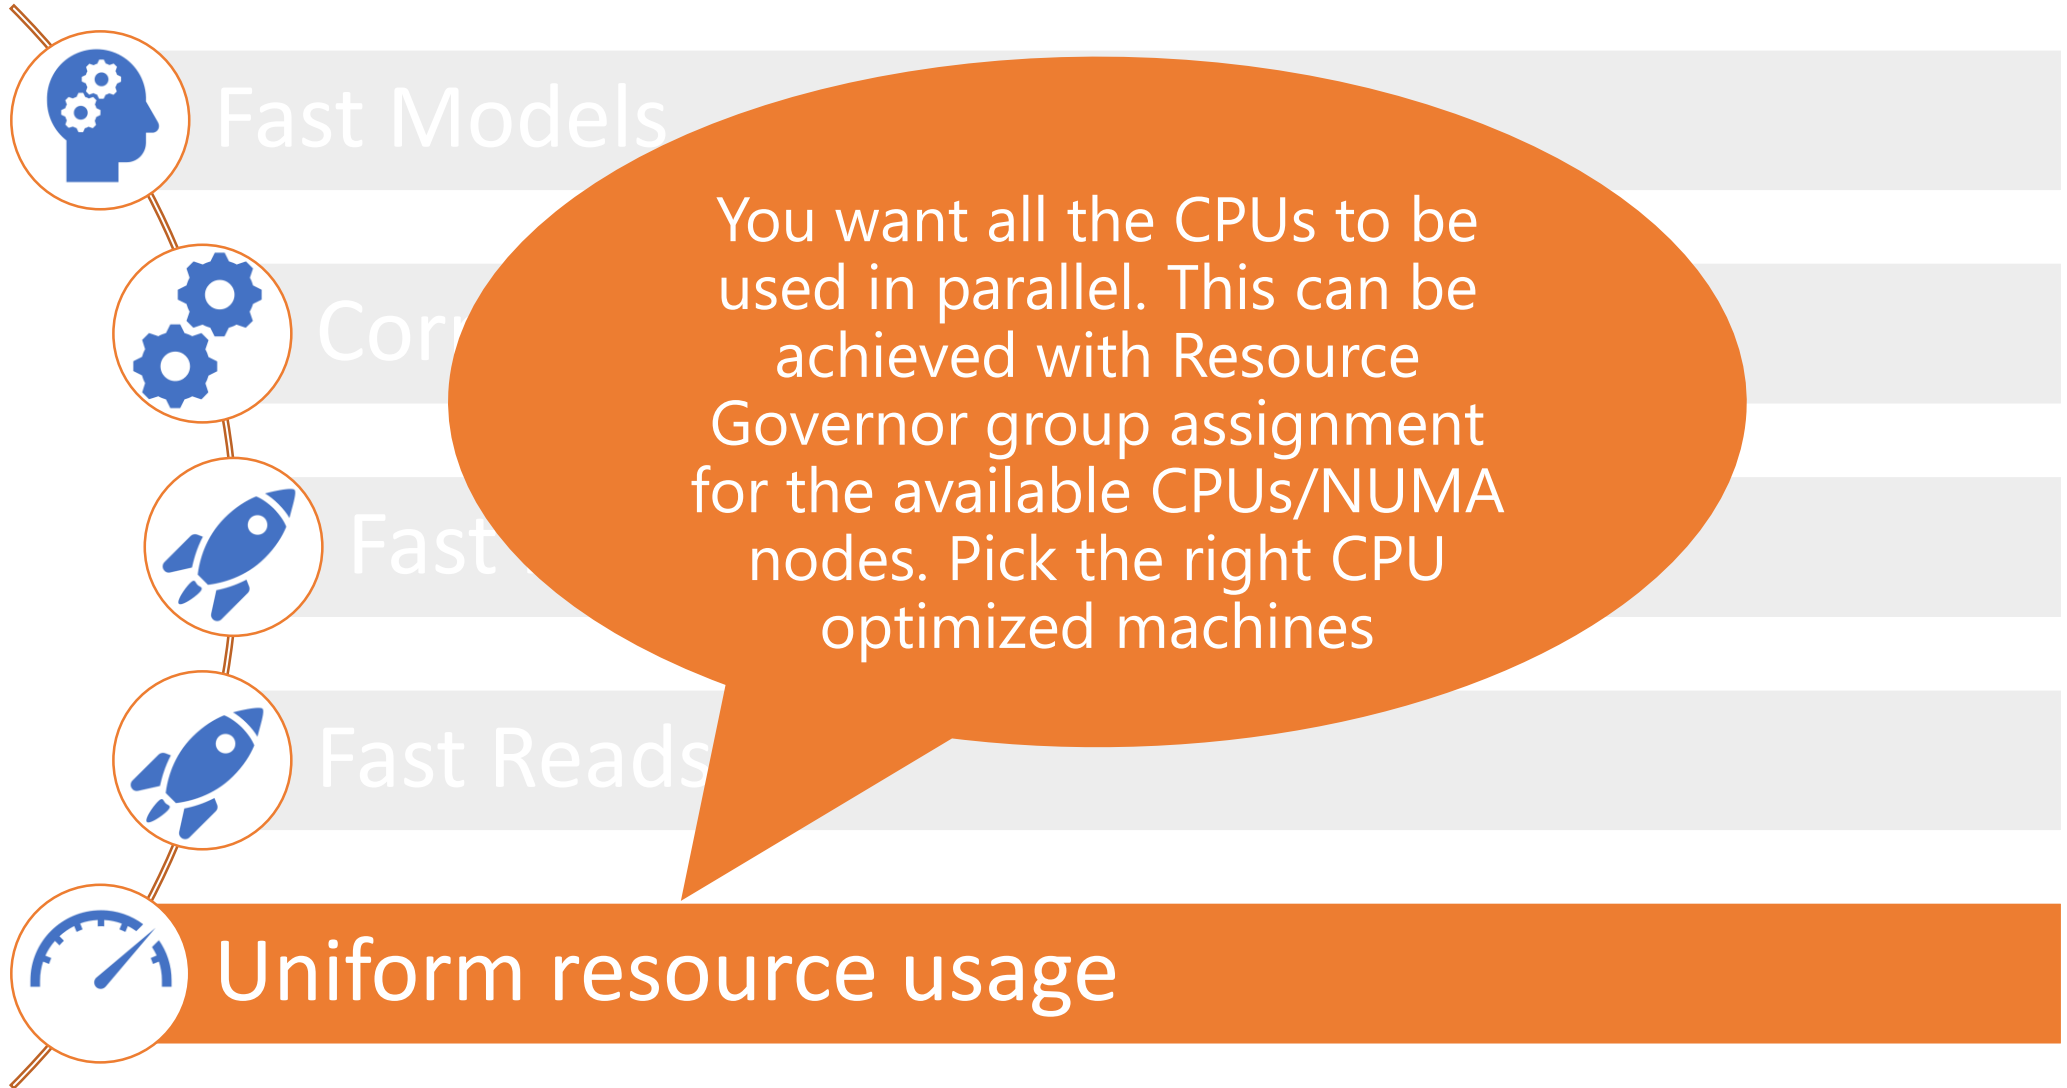 Fast Models
You want all the CPUs to be
used in parallel. This can be
achieved with Resource
Governor group assignment
for the available CPUs/NUMA
nodes. Pick the right CPU
optimized machines
Fast
Fast Reads
Uniform resource usage